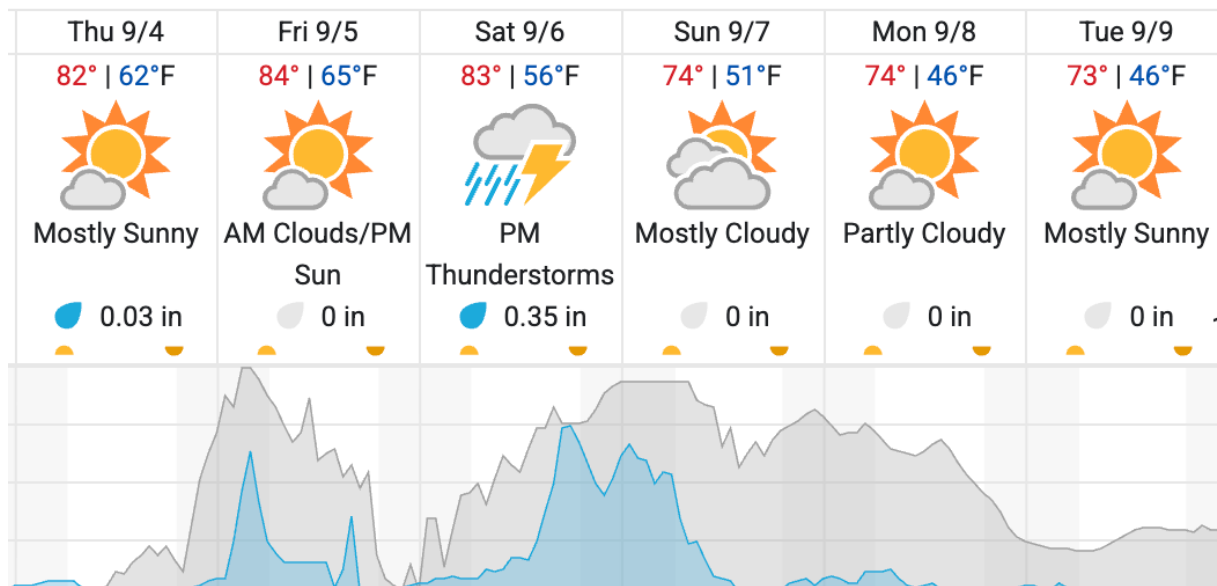 Thu 9/4
Fri 9/5
Sat 9/6
Sun 9/7
Mon 9/8
Tue 9/9
82° | 62°F
84° | 65°F
83° | 56°F
74° | 51°F
74° | 46°F
73° | 46°F
Mostly Sunny
AM Clouds/PM
Sun
PM
Thunderstorms
Mostly Cloudy
Partly Cloudy
Mostly Sunny
0.03 in
0 in
0.35 in
0 in
0 in
0 in